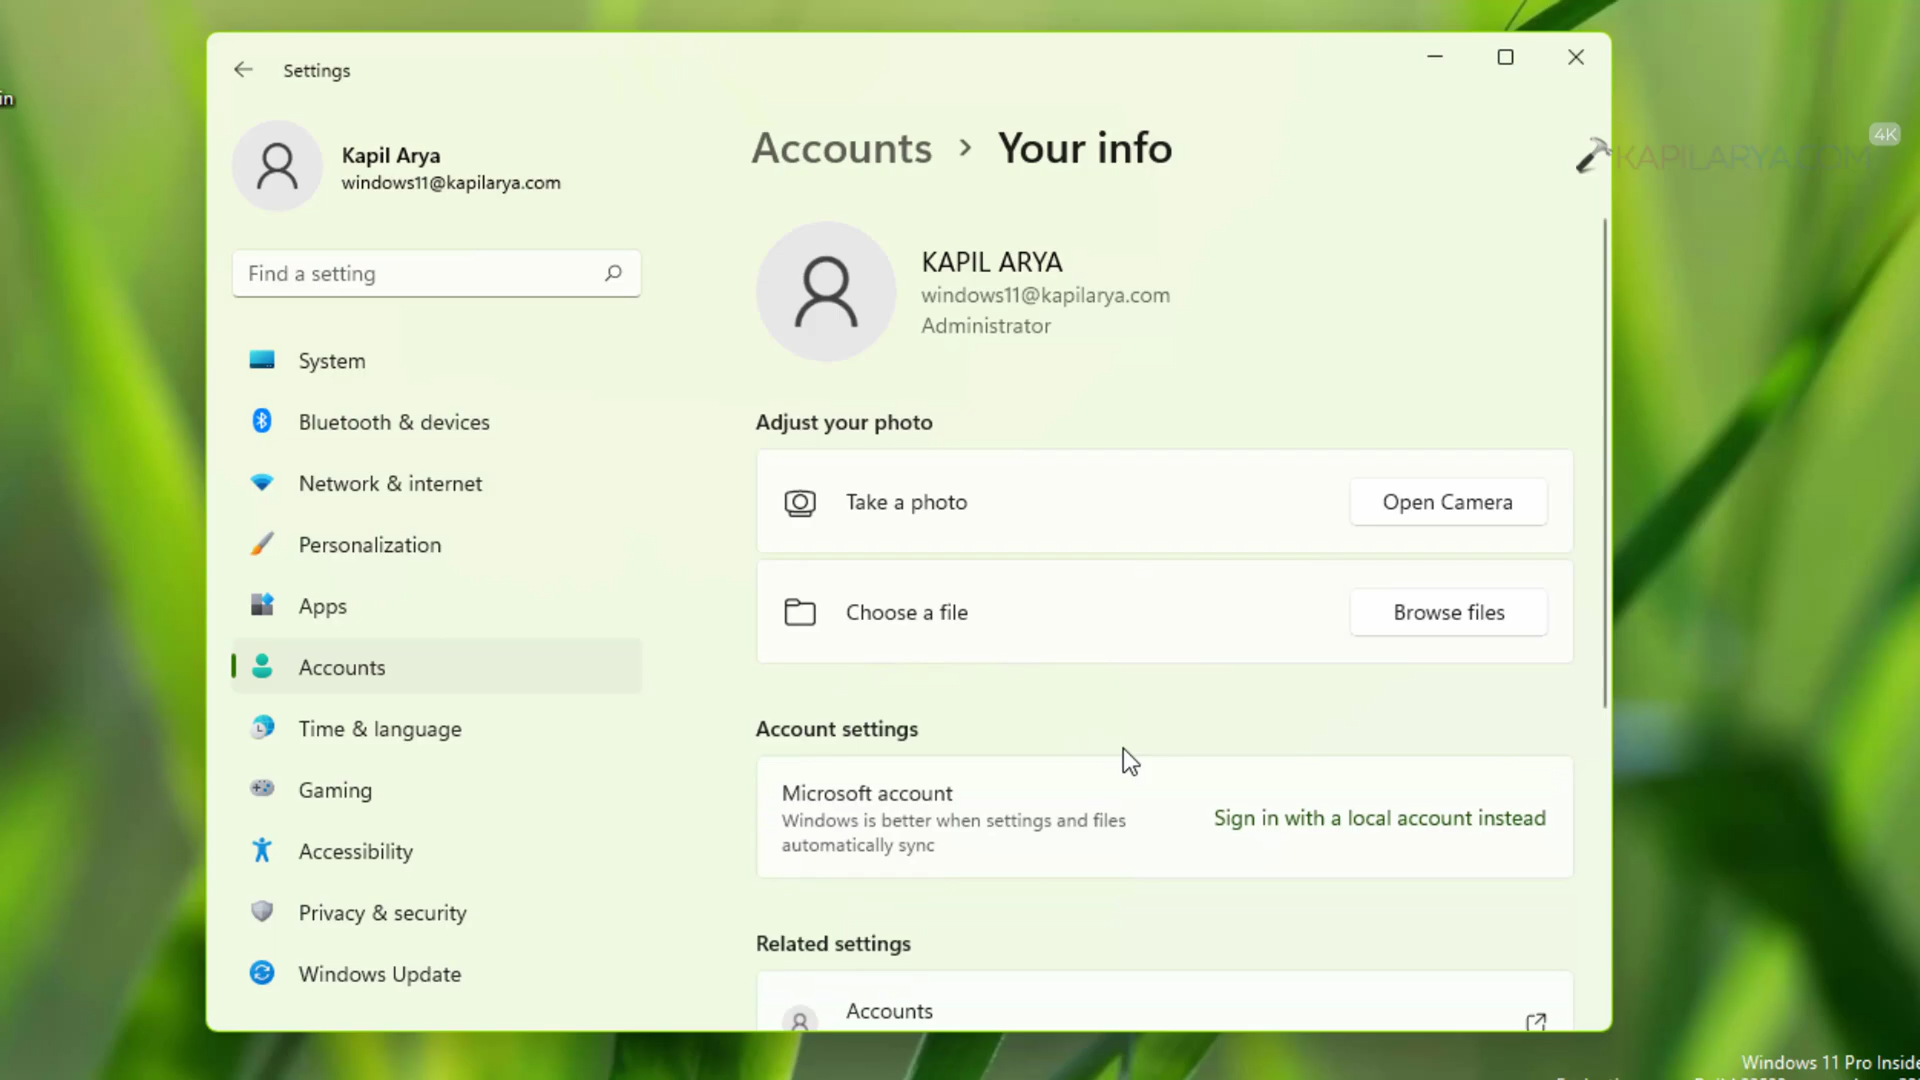 in
Settings
Kapil Arya
windows11@kapilarya.com
Find a setting
System
Bluetooth & devices
Network & internet
Personalization
Apps
Accounts
Time & language
Gaming
Accessibility
Privacy & security
Windows Update
Accounts > Your info
KAPIL ARYA
windows11@kapilarya.com
Administrator
Adjust your photo
Take a photo
Open Camera
Choose a file
Browse files
Account settings
Microsoft account
Windows is better when settings and files
automatically sync
Sign in with a local account instead
Related settings
Accounts
4K
KAPILARYA.COM
Windows 11 Pro Inside